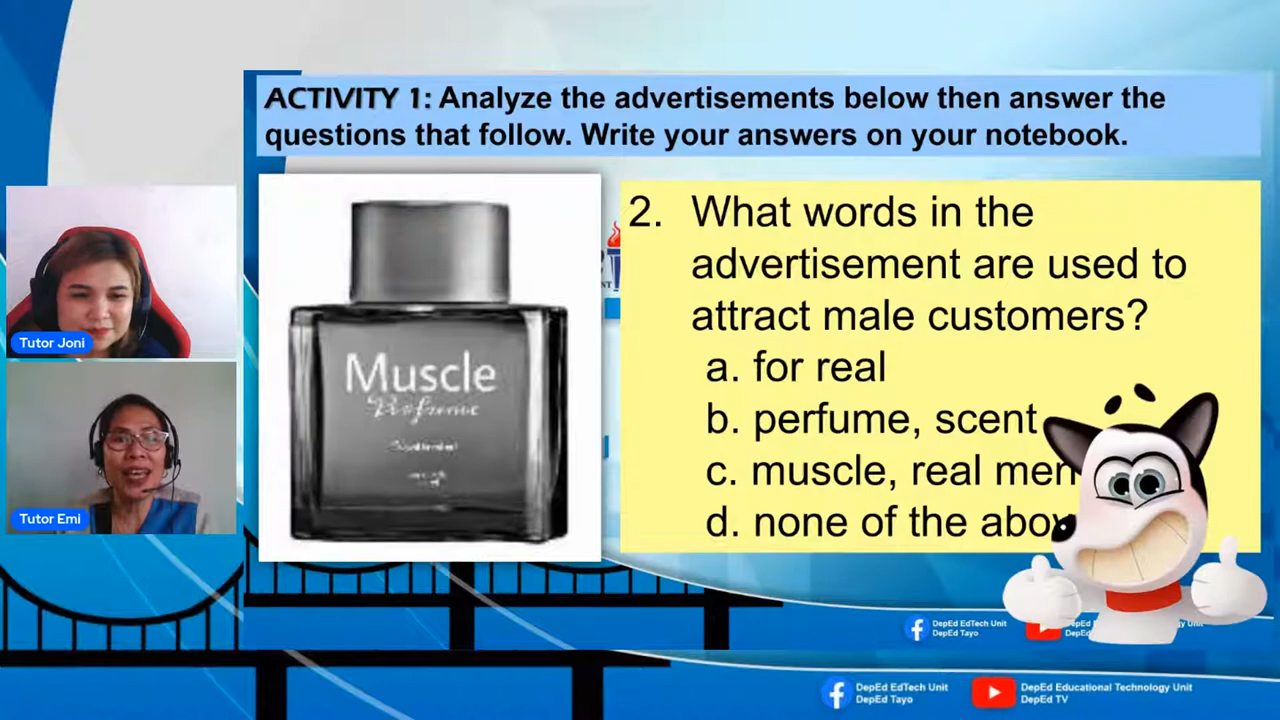 ACTIVITY 1: Analyze the advertisements below then answer the
questions that follow. Write your answers on your notebook.
Tutor Joni
Tutor Emi
Muscle
Perfume
2. What words in the
advertisement are used to
attract male customers?
a. for real
b. perfume, scent
c. muscle, real men
d. none of the abov
DepEd EdTech Unit
DepEd Tayo
DepEd EdTech Unit
DepEd Tayo
DepEd Educational Technology Unit
DepEd TV